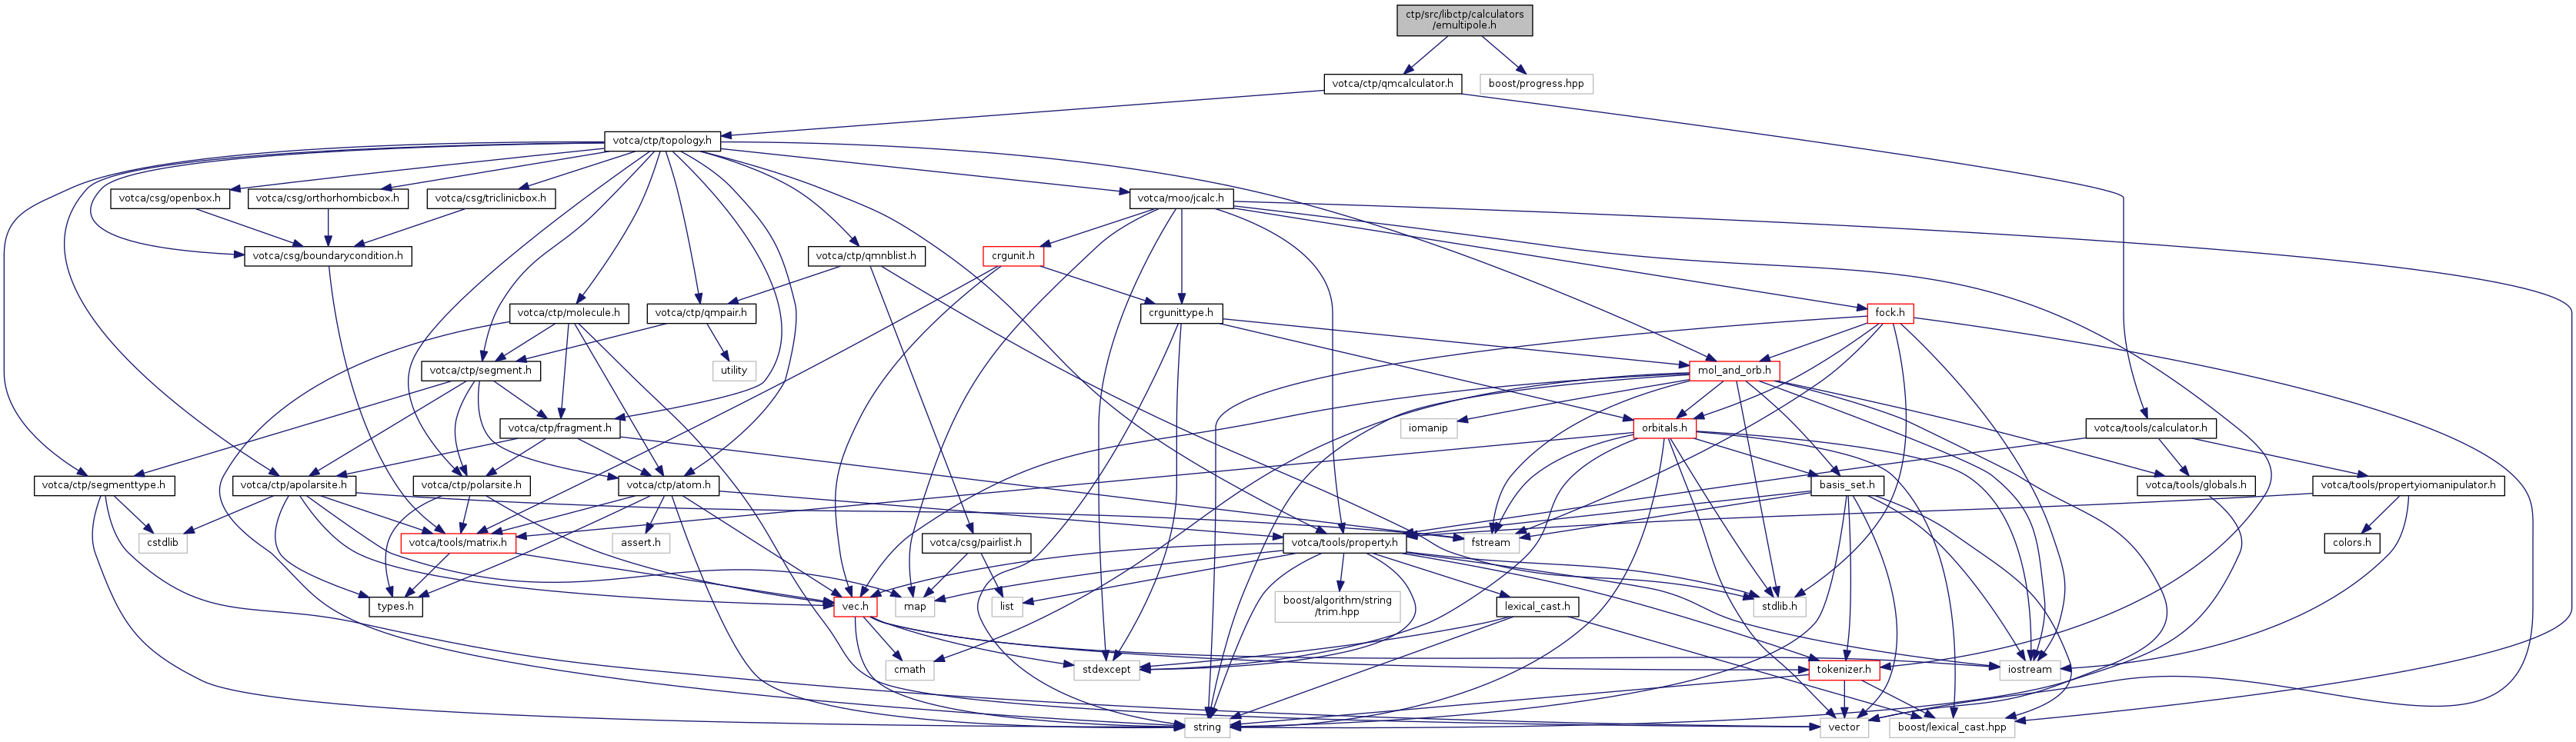 ctp/src/libctp/calculators
/emultipole.h
votca/ctp/qmcalculator.h
boost/progress.hpp
votca/ctp/topology.h
votca/csg/openbox.h
votca/csg/orthorhombicbox.h
votca/csg/triclinicbox.h
votca/moo/jcalc.h
votca/csg/boundarycondition.h
votca/ctp/qmnblist.h
crgunit.h
votca/ctp/molecule.h
votca/ctp/qmpair.h
crgunittype.h
fock.h
votca/ctp/segment.h
utility
mol_and_orb.h
votca/ctp/fragment.h
iomanip
orbitals.h
votca/tools/calculator.h
votca/ctp/segmenttype.h
votca/ctp/apolarsite.h
votca/ctp/polarsite.h
votca/ctp/atom.h
basis_set.h
votca/tools/globals.h
votca/tools/propertyiomanipulator.h
cstdlib
votca/tools/matrix.h
assert.h
votca/csg/pairlist.h
votca/tools/property.h
fstream
colors.h
types.h
vec.h
map
list
boost/algorithm/string
/trim.hpp
lexical_cast.h
stdlib.h
cmath
stdexcept
tokenizer.h
iostream
string
vector
boost/lexical_cast.hpp